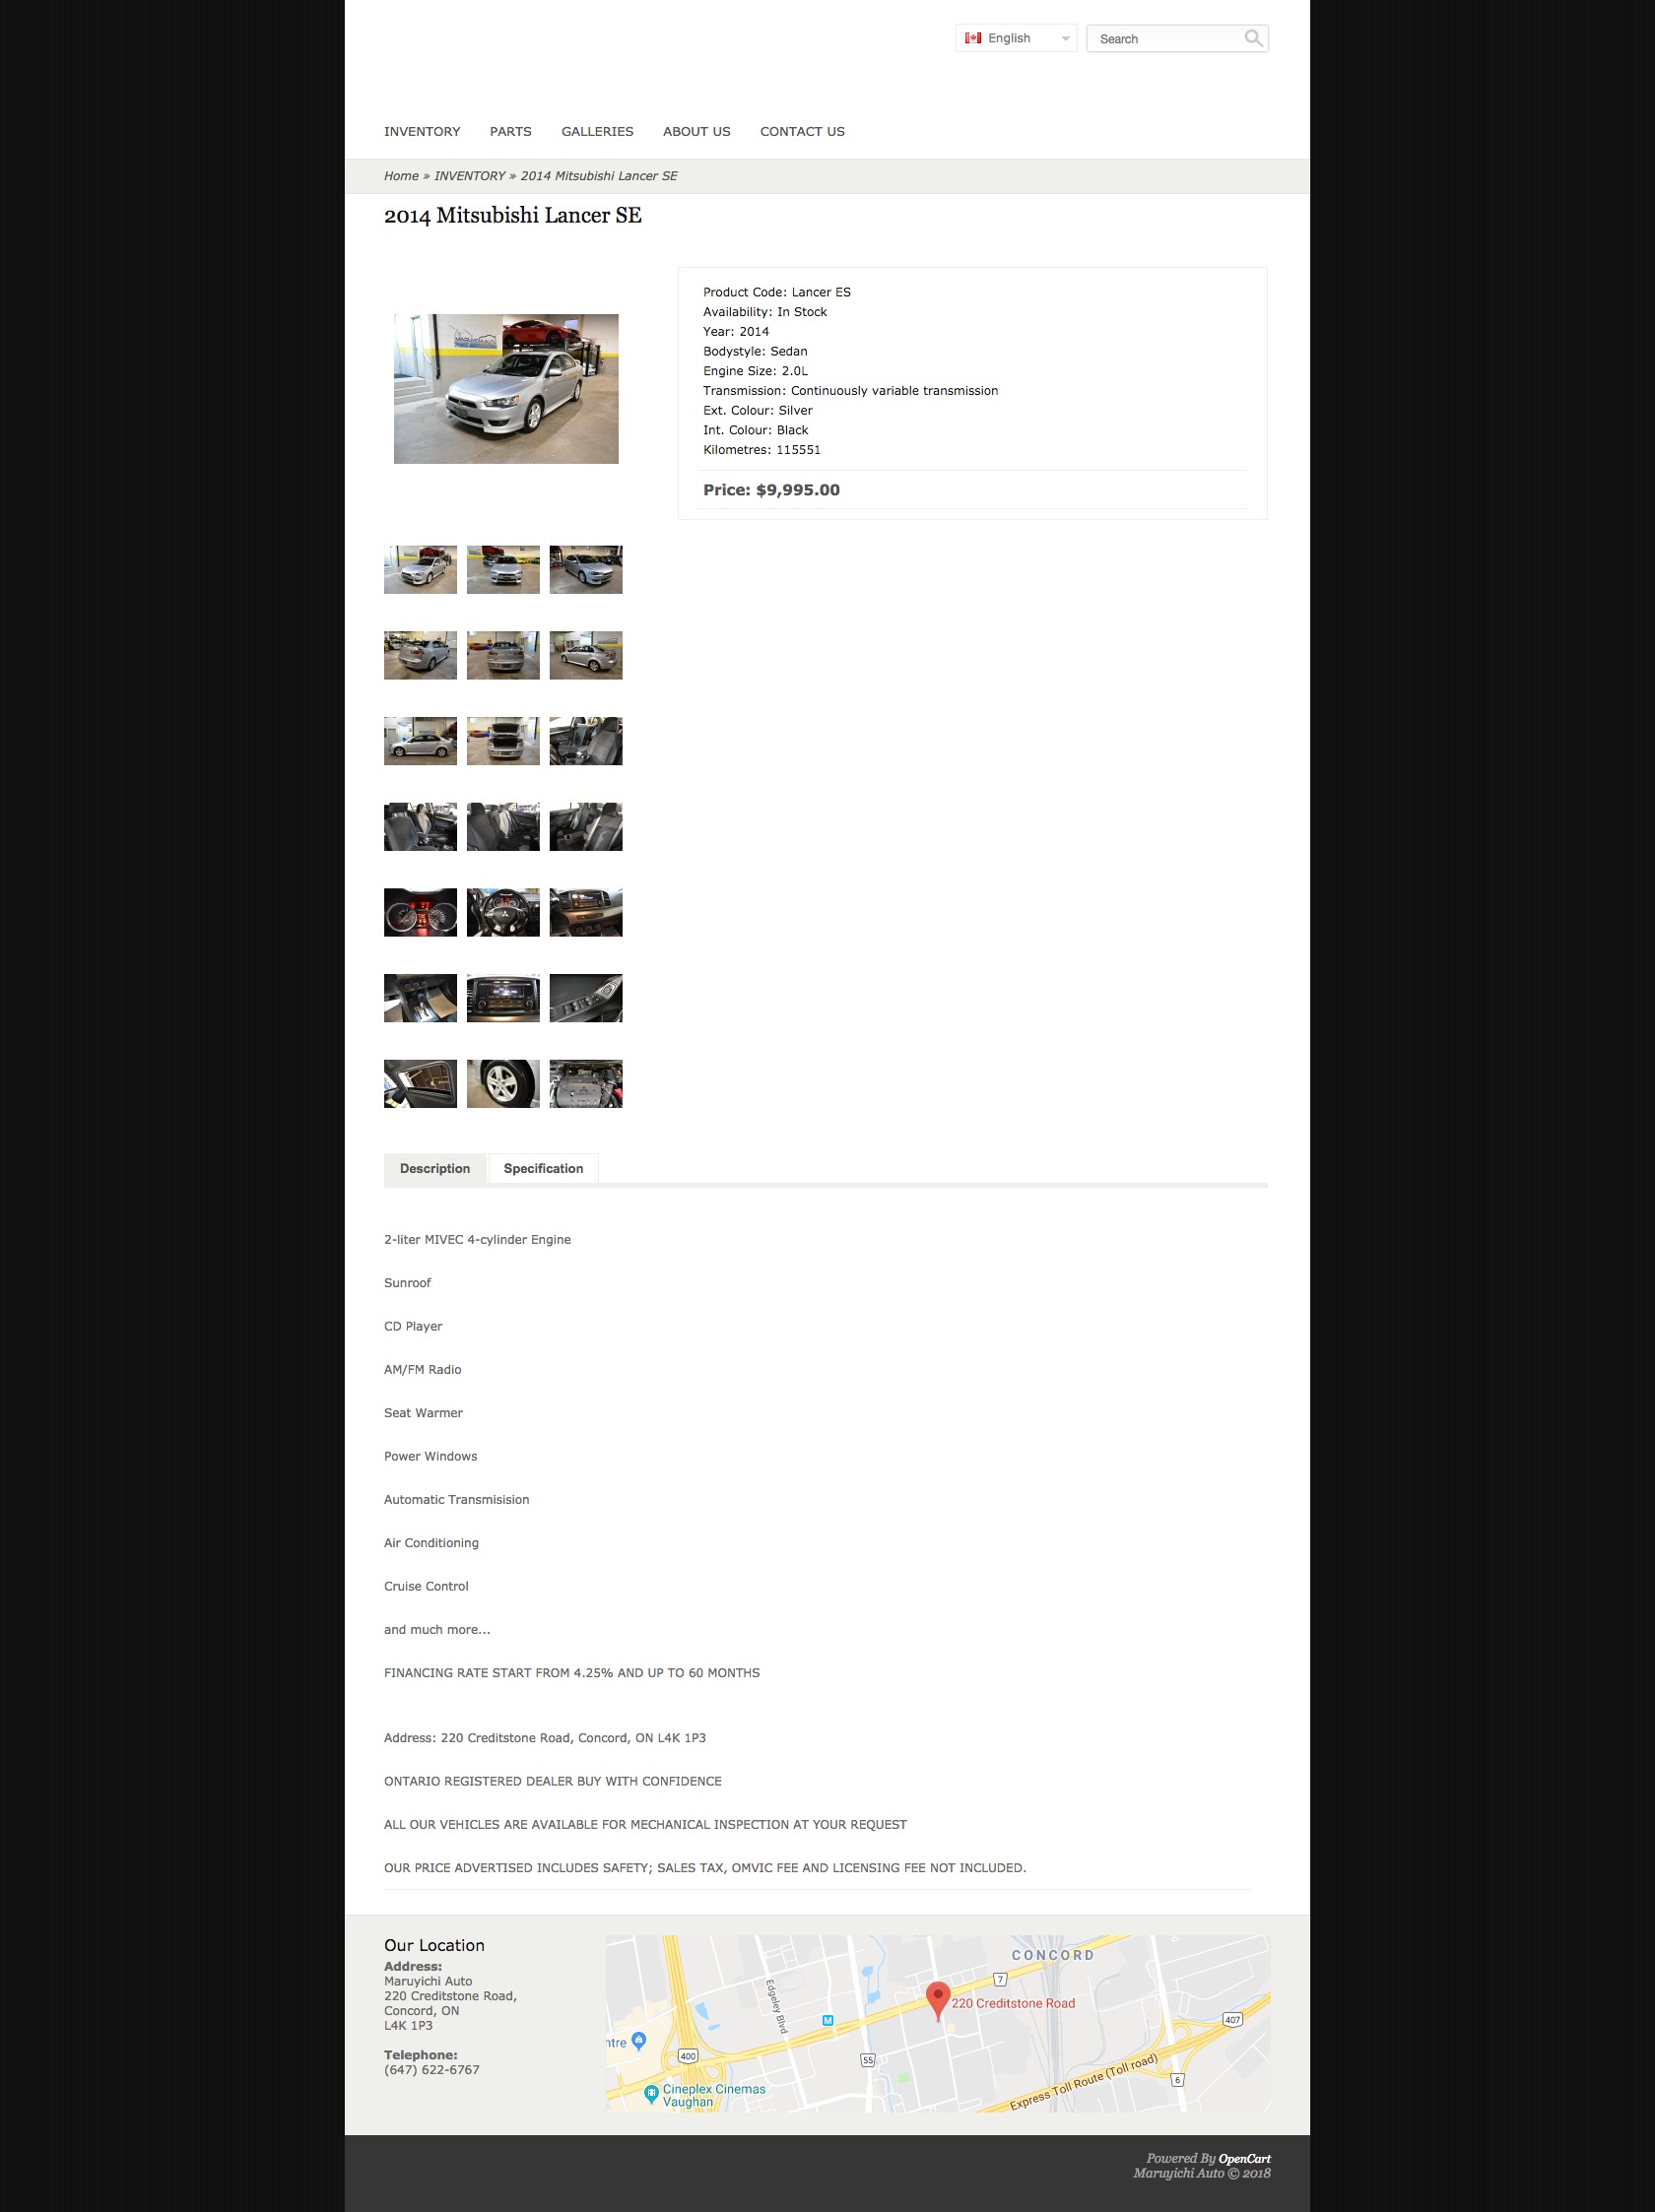 English
Search
INVENTORY PARTS GALLERIES ABOUT US CONTACT US
Home » INVENTORY » 2014 Mitsubishi Lancer SE
2014 Mitsubishi Lancer SE
Product Code: Lancer ES
Availability: In Stock
Year: 2014
Bodystyle: Sedan
Engine Size: 2.0L
Transmission: Continuously variable transmission
Ext. Colour: Silver
Int. Colour: Black
Kilometres: 115551
Price: $9,995.00
Description
Specification
2-liter MIVEC 4-cylinder Engine
Sunroof
CD Player
AM/FM Radio
Seat Warmer
Power Windows
Automatic Transmisision
Air Conditioning
Cruise Control
and much more...
FINANCING RATE START FROM 4.25% AND UP TO 60 MONTHS
Address: 220 Creditstone Road, Concord, ON L4K 1P3
ONTARIO REGISTERED DEALER BUY WITH CONFIDENCE
ALL OUR VEHICLES ARE AVAILABLE FOR MECHANICAL INSPECTION AT YOUR REQUEST
OUR PRICE ADVERTISED INCLUDES SAFETY; SALES TAX, OMVIC FEE AND LICENSING FEE NOT INCLUDED.
Our Location
Address:
Maruyichi Auto
220 Creditstone Road,
Concord, ON
L4K 1P3
Telephone:
(647) 622-6767
CONCORD
7
220 Creditstone Road
Edgeley Blvd
M
407
ntre
400
55
Express Toll Route (Toll road)
6
Cineplex Cinemas
Vaughan
Powered By OpenCart
Maruyichi Auto © 2018